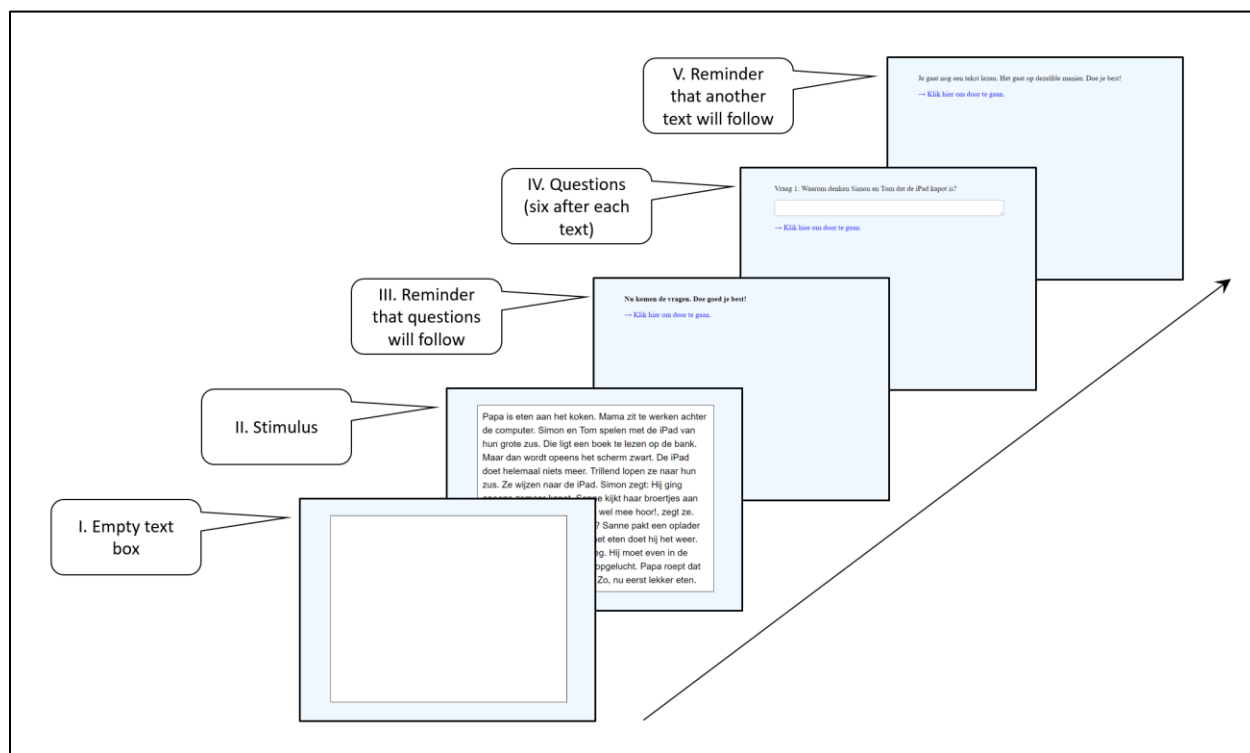 V. Reminder
that another
text will follow
Je gaat nog een tekst lezen. Het gaat op dezelfde manier. Doe je best!
→ Klik hier om door te gaan.
IV. Questions
(six after each
text)
Vraag 1: Waarom denken Simon en Tom dat de iPad kapot is?
→ Klik hier om door te gaan.
III. Reminder
that questions
will follow
Nu komen de vragen. Doe goed je best!
→ Klik hier om door te gaan.
II. Stimulus
Papa is eten aan het koken. Mama zit te werken achter
de computer. Simon en Tom spelen met de iPad van
hun grote zus. Die ligt een boek te lezen op de bank.
Maar dan wordt opeens het scherm zwart. De iPad
doet helemaal niets meer. Trillend lopen ze naar hun
zus. Ze wijzen naar de iPad. Simon zegt: Hij ging
kijkt haar broertjes aan
wel mee hoor!, zegt ze.
? Sanne pakt een oplader
eten doet hij het weer.
Hij moet even in de
opgelucht. Papa roept dat
Zo, nu eerst lekker eten.
I. Empty text
box